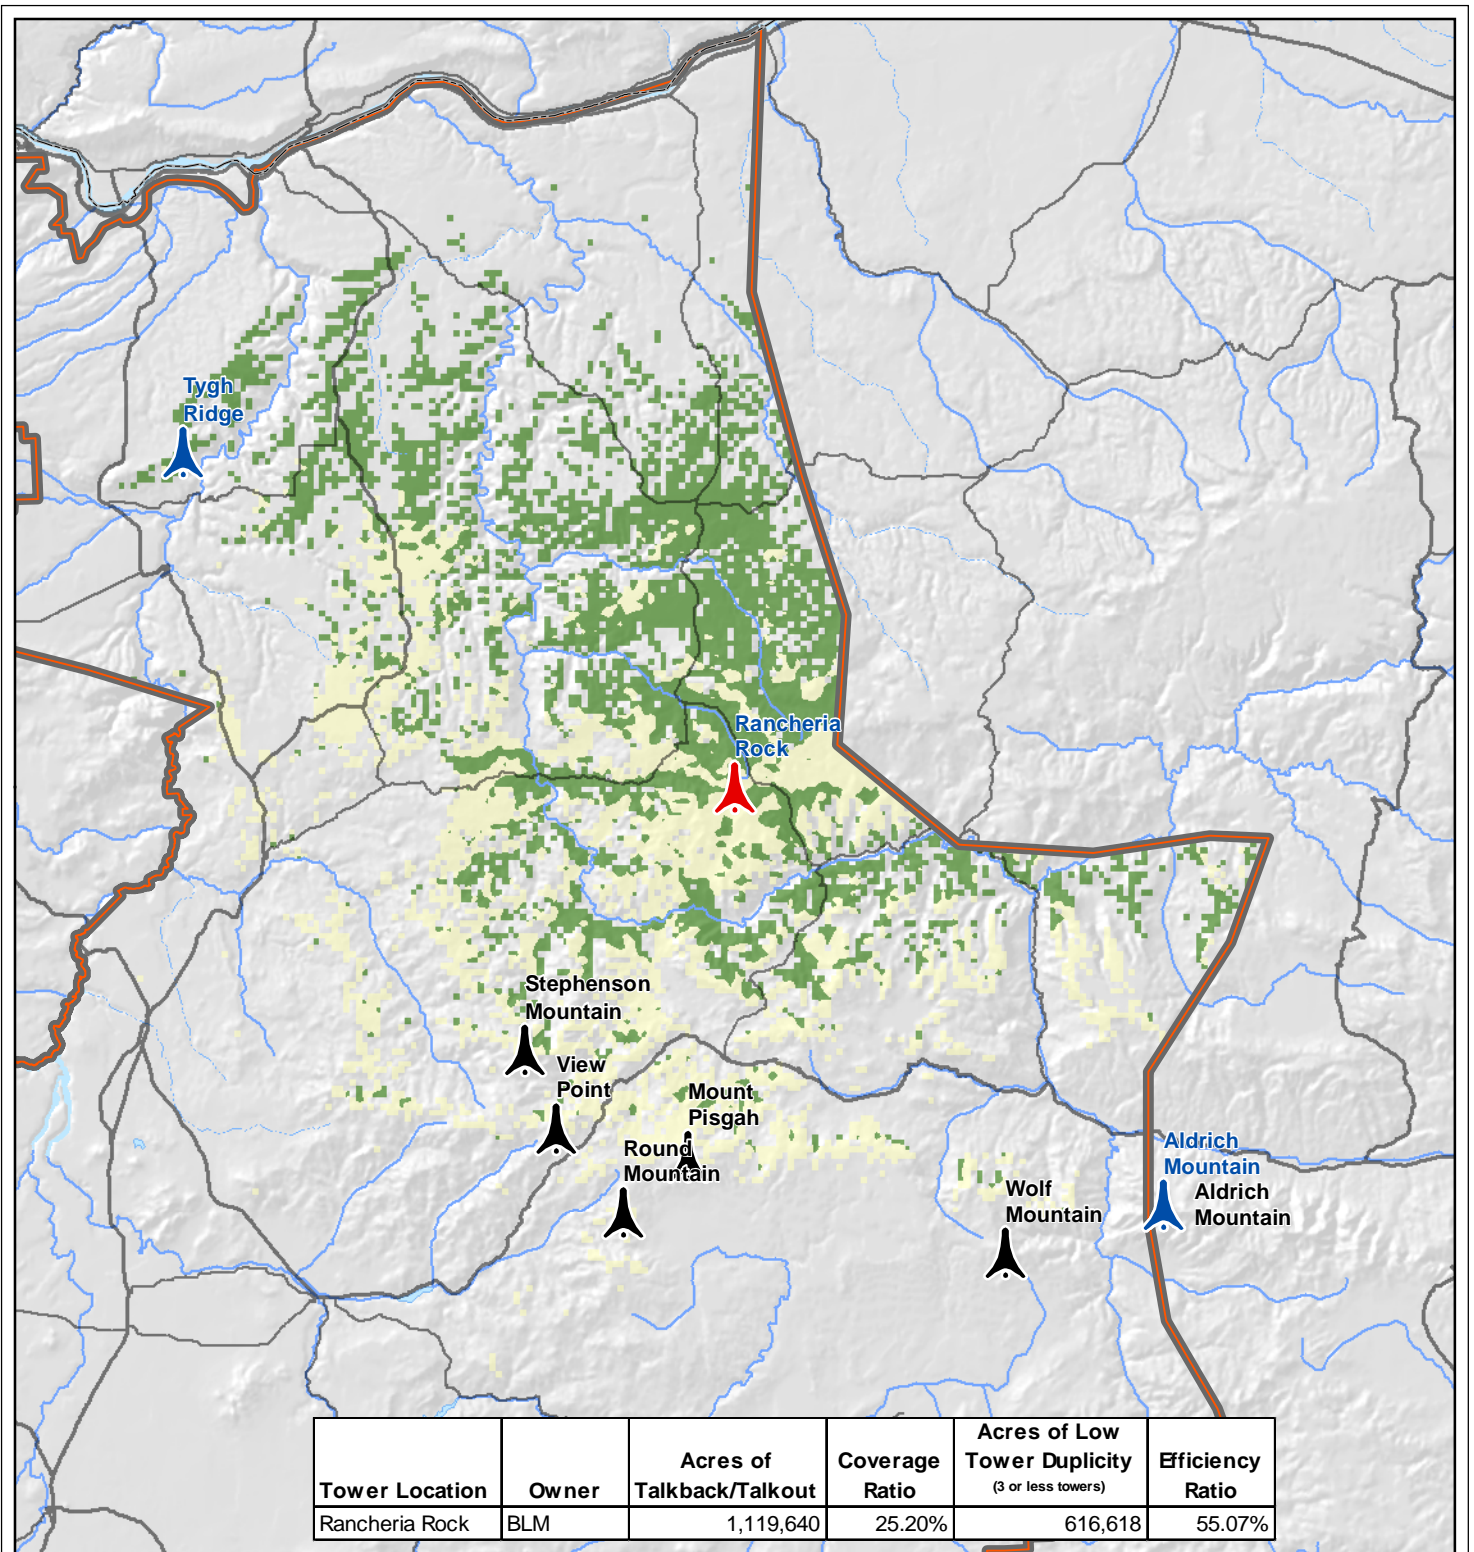 Tygh
Ridge
Rancheria
Rock
Stephenson
Mountain
View
Point
Mount
Pisgah
Round
Mountain
Aldrich
Mountain
Aldrich
Mountain
Wolf
Mountain
Tower Location Owner Acres of Talkback/Talkout Coverage Ratio Acres of Low Tower Duplicity (3 or less towers) Efficiency Ratio
Rancheria Rock BLM 1,119,640 25.20% 616,618 55.07%